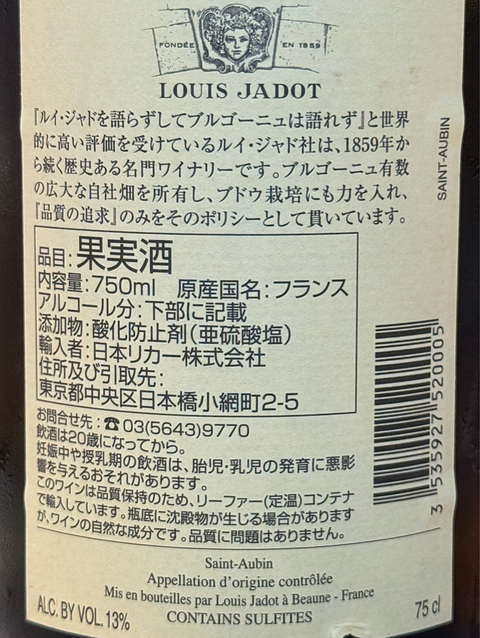 FONDÉE EN 1859
LOUIS JADOT
『ルイ・ジャドを語らずしてブルゴーニュは語れず』と世界
的に高い評価を受けているルイ・ジャド社は、1859年か
ら続く歴史ある名門ワイナリーです。ブルゴーニュ有数
の広大な自社畑を所有し、ブドウ栽培にも力を入れ、
『品質の追求』のみをそのポリシーとして貫いています。
SAINT-AUBIN
品目:果実酒
内容量:750ml 原産国名:フランス
アルコール分:下部に記載
添加物:酸化防止剤(亜硫酸塩)
輸入者:日本リカー株式会社
住所及び引取先:
東京都中央区日本橋小網町2-5
お問合せ先:☎03(5643)9770
飲酒は20歳になってから。
妊娠中や授乳期の飲酒は、胎児・乳児の発育に悪影
響を与えるおそれがあります。
このワインは品質保持のため、リーファー(定温)コンテナ
で輸入しています。瓶底に沈殿物が生じる場合があります
が、ワインの自然な成分です。品質に問題はありません。
3 535927 520005
Saint-Aubin
Appellation d'origine contrôlée
Mis en bouteilles par Louis Jadot à Beaune - France
ALC. BY VOL. 13% CONTAINS SULFITES 75 cl